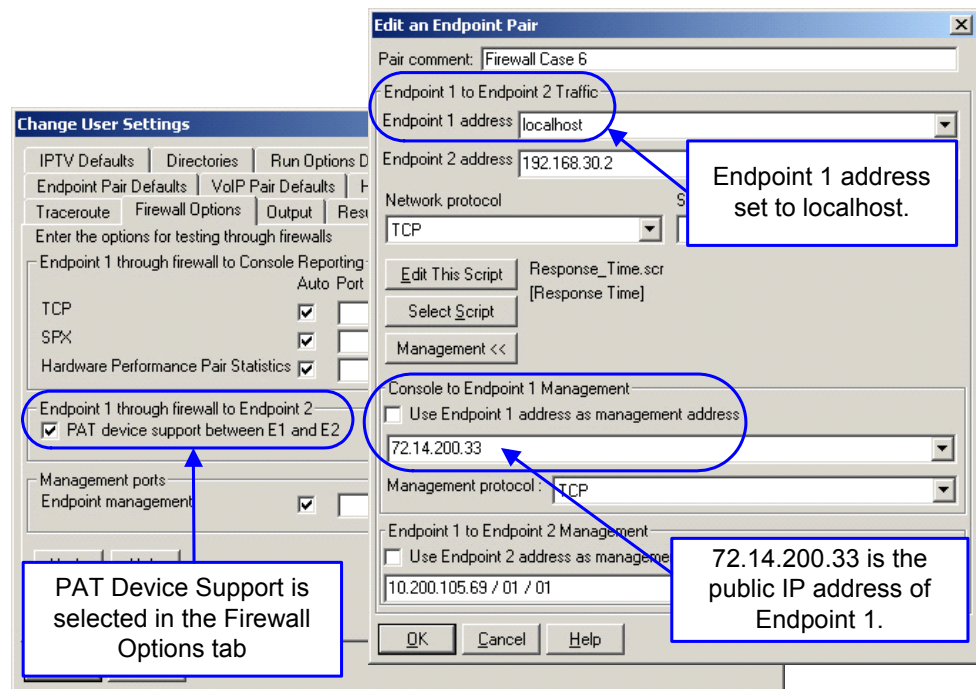 Edit an Endpoint Pair
Pair comment: Firewall Case 6
Endpoint 1 to Endpoint 2 Traffic
Endpoint 1 address localhost
Endpoint 2 address 192.168.30.2
Network protocol
TCP
Edit This Script
Response_Time.scr
[Response Time]
Select Script
Management <<
Console to Endpoint 1 Management
Use Endpoint 1 address as management address
72.14.200.33
Management protocol : TCP
Endpoint 1 to Endpoint 2 Management
Use Endpoint 2 address as
10.200.105.69 / 01 / 01
OK Cancel Help
Endpoint 1 address
set to localhost.
72.14.200.33 is the
public IP address of
Endpoint 1.
Change User Settings
IPTV Defaults Directories Run Options
Endpoint Pair Defaults VoIP Pair Defaults
Traceroute Firewall Options Output
Enter the options for testing through firewalls
Endpoint 1 through firewall to Console Reporting
Auto Port
TCP
SPX
Hardware Performance Pair Statistics
Endpoint 1 through firewall to Endpoint 2
PAT device support between E1 and E2
Management ports
Endpoint management
PAT Device Support is
selected in the Firewall
Options tab